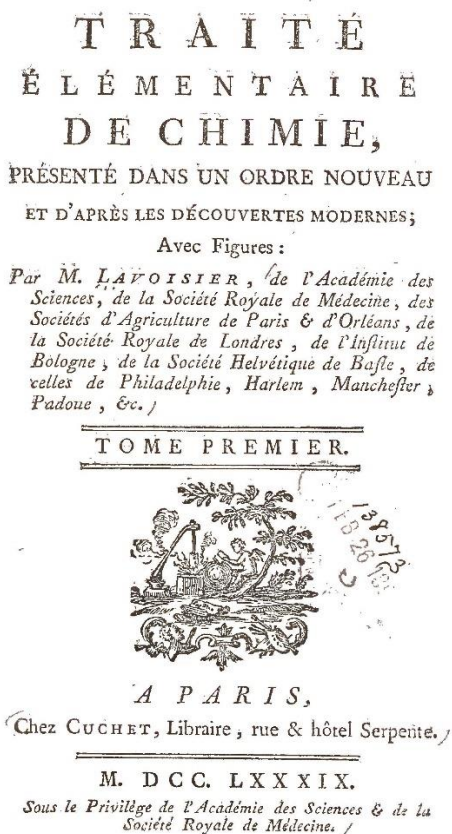 TRAITÉ
ÉLÉMENTAIRE
DE CHIMIE,
PRÉSENTÉ DANS UN ORDRE NOUVEAU
ET D'APRÈS LES DÉCOUVERTES MODERNES;
Avec Figures :
Par M. LAVOISIER, de l'Académie des
Sciences, de la Société Royale de Médecine, des
Sociétés d'Agriculture de Paris & d'Orléans, de
la Société Royale de Londres, de l'Inſtitut de
Bologne, de la Société Helvétique de Baſle, de
celles de Philadelphie, Harlem, Mancheſter,
Padoue, &c.
TOME PREMIER.
138573
FEB 26
A PARIS,
Chez CUCHET, Libraire, rue & hôtel Serpente.
M. DCC. LXXXIX.
Sous le Privilège de l'Académie des Sciences & de la
Société Royale de Médecine.